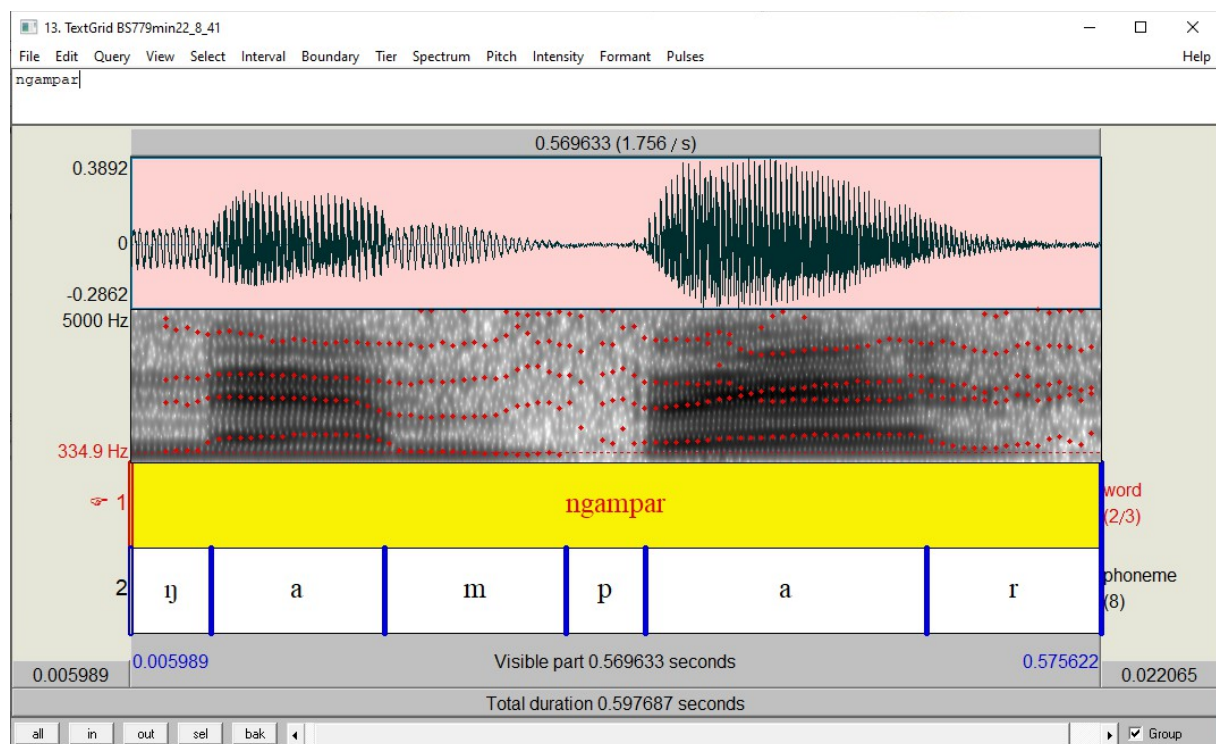 13. TextGrid BS779min22_8_41
File Edit Query View Select Interval Boundary Tier Spectrum Pitch Intensity Formant Pulses Help
ngampar
0.569633 (1.756 / s)
0.3892
0
-0.2862
5000 Hz
334.9 Hz
☞ 1 ngampar word
(2/3)
2 ŋ a m p a r phoneme
(8)
0.005989 0.005989 Visible part 0.569633 seconds 0.575622 0.022065
Total duration 0.597687 seconds
all in out sel bak Group